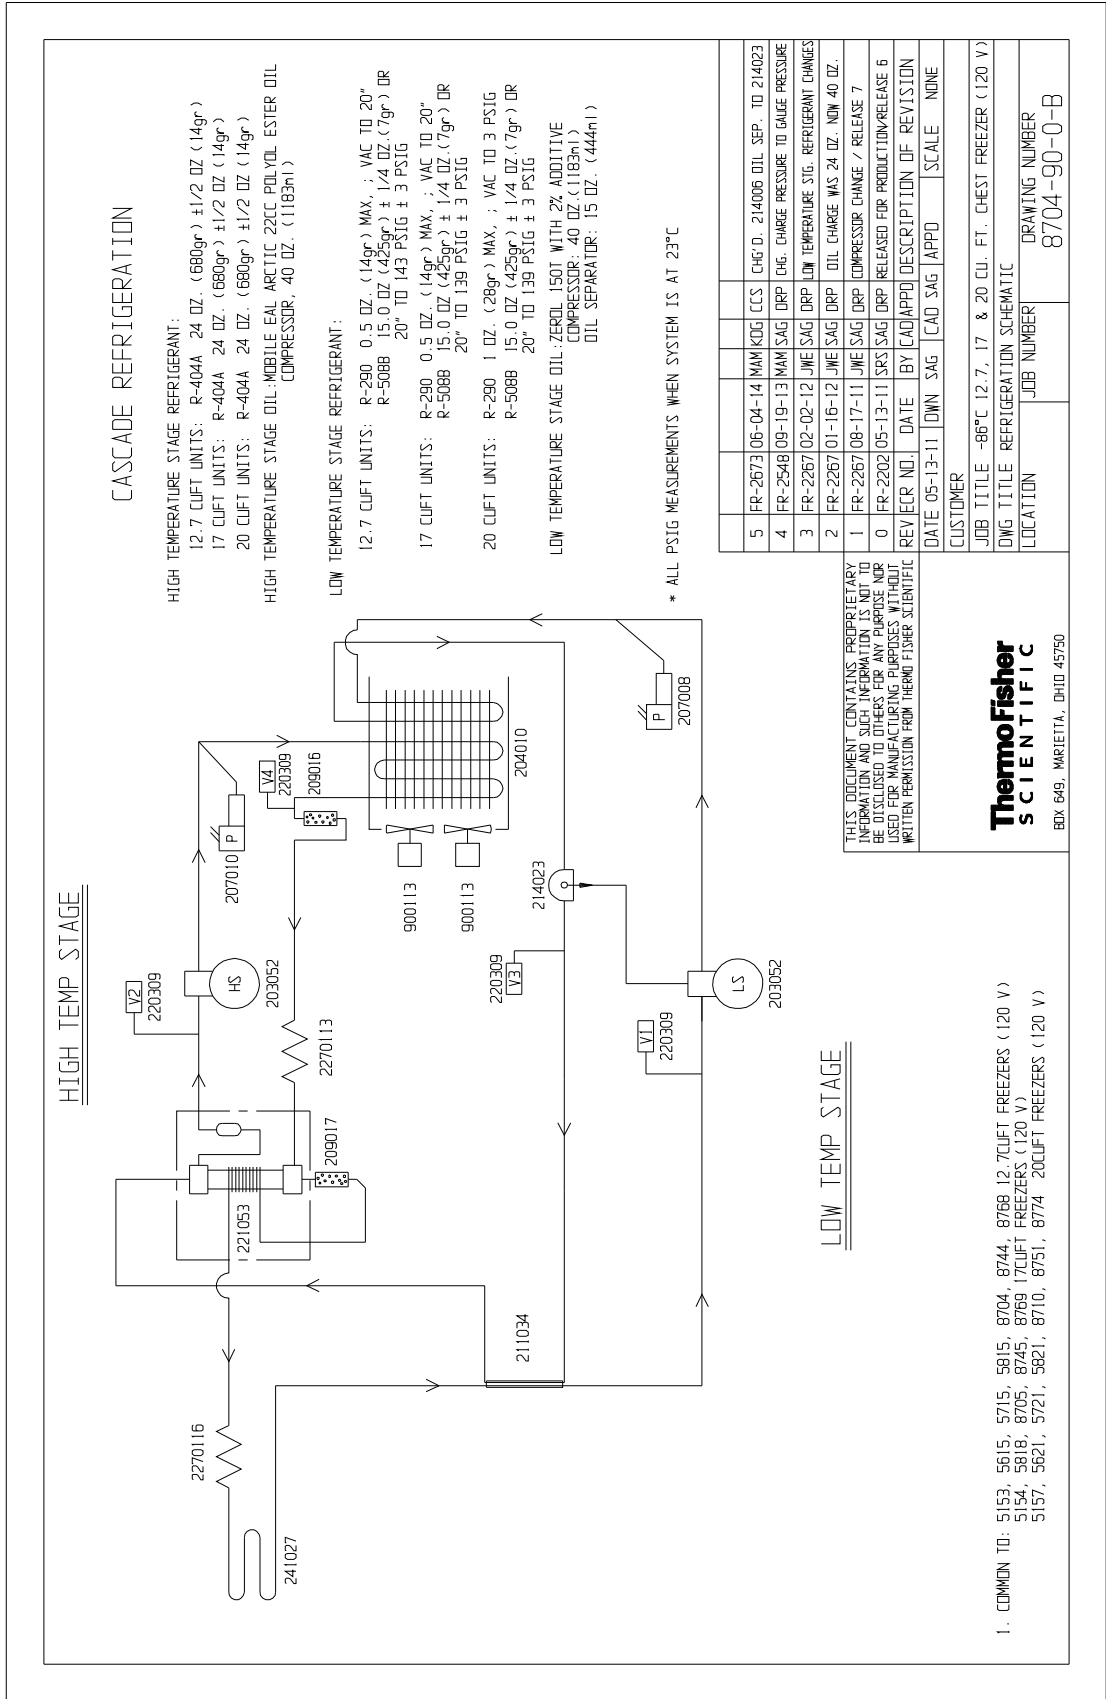 HIGH TEMP STAGE
CASCADE REFRIGERATION
HIGH TEMPERATURE STAGE REFRIGERANT:
12.7 CUFT UNITS: R-404A 24 OZ. (680gr) ±1/2 OZ (14gr)
17 CUFT UNITS: R-404A 24 OZ. (680gr) ±1/2 OZ (14gr)
20 CUFT UNITS: R-404A 24 OZ. (680gr) ±1/2 OZ (14gr)
HIGH TEMPERATURE STAGE OIL:MOBILE EAL ARCTIC 22CC POLYOL ESTER OIL
COMPRESSOR, 40 OZ. (1183ml)
LOW TEMPERATURE STAGE REFRIGERANT:
12.7 CUFT UNITS: R-290 0.5 OZ. (14gr) MAX, ; VAC TO 20"
R-508B 15.0 OZ (425gr) ± 1/4 OZ.(7gr) OR
20" TO 143 PSIG ± 3 PSIG
17 CUFT UNITS: R-290 0.5 OZ. (14gr) MAX, ; VAC TO 20"
R-508B 15.0 OZ (425gr) ± 1/4 OZ.(7gr) OR
20" TO 139 PSIG ± 3 PSIG
20 CUFT UNITS: R-290 1 OZ. (28gr) MAX, ; VAC TO 3 PSIG
R-508B 15.0 OZ (425gr) ± 1/4 OZ.(7gr) OR
20" TO 139 PSIG ± 3 PSIG
LOW TEMPERATURE STAGE OIL:ZEROL 150T WITH 2% ADDITIVE
COMPRESSOR: 40 OZ.(1183ml)
OIL SEPARATOR: 15 OZ. (444ml)
* ALL PSIG MEASUREMENTS WHEN SYSTEM IS AT 23°C
V2
220309
HS
203052
P
207010
V4
220309
209016
204010
900113
900113
2270113
209017
221053
2270116
241027
211034
214023
V3
220309
V1
220309
LS
203052
P
207008
LOW TEMP STAGE
1. COMMON TO: 5153, 5615, 5715, 5815, 8704, 8744, 8768 12.7CUFT FREEZERS (120 V)
5154, 5818, 8705, 8745, 8769 17CUFT FREEZERS (120 V)
5157, 5621, 5721, 5821, 8710, 8751, 8774 20CUFT FREEZERS (120 V)
THIS DOCUMENT CONTAINS PROPRIETARY
INFORMATION AND SUCH INFORMATION IS NOT TO
BE DISCLOSED TO OTHERS FOR ANY PURPOSE NOR
USED FOR MANUFACTURING PURPOSES WITHOUT
WRITTEN PERMISSION FROM THERMO FISHER SCIENTIFIC
ThermoFisher
SCIENTIFIC
BOX 649, MARIETTA, OHIO 45750
5 FR-2673 06-04-14 MAM KDG CCS CHG'D. 214006 OIL SEP. TO 214023
4 FR-2548 09-19-13 MAM SAG DRP CHG. CHARGE PRESSURE TO GAUGE PRESSURE
3 FR-2267 02-02-12 JWE SAG DRP LOW TEMPERATURE STG. REFRIGERANT CHANGES
2 FR-2267 01-16-12 JWE SAG DRP OIL CHARGE WAS 24 OZ. NOW 40 OZ.
1 FR-2267 08-17-11 JWE SAG DRP COMPRESSOR CHANGE / RELEASE 7
0 FR-2202 05-13-11 SRS SAG DRP RELEASED FOR PRODUCTION/RELEASE 6
REV ECR NO. DATE BY CAD APPD DESCRIPTION OF REVISION
DATE 05-13-11 DWN SAG CAD SAG APPD SCALE NONE
CUSTOMER
JOB TITLE -86°C 12.7, 17 & 20 CU. FT. CHEST FREEZER (120 V)
DWG TITLE REFRIGERATION SCHEMATIC
LOCATION JOB NUMBER DRAWING NUMBER
8704-90-0-B